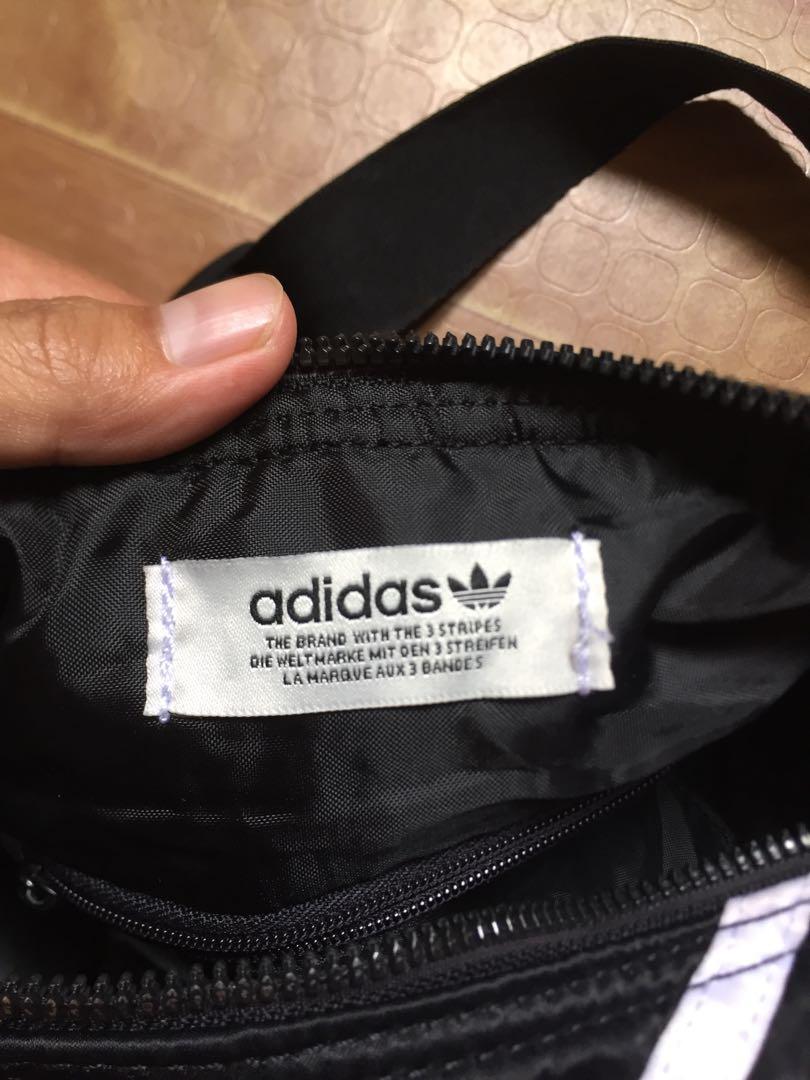 adidas
THE BRAND WITH THE 3 STRIPES
DIE WELTMARKE MIT DEN 3 STREIFEN
LA MARQUE AUX 3 BANDES